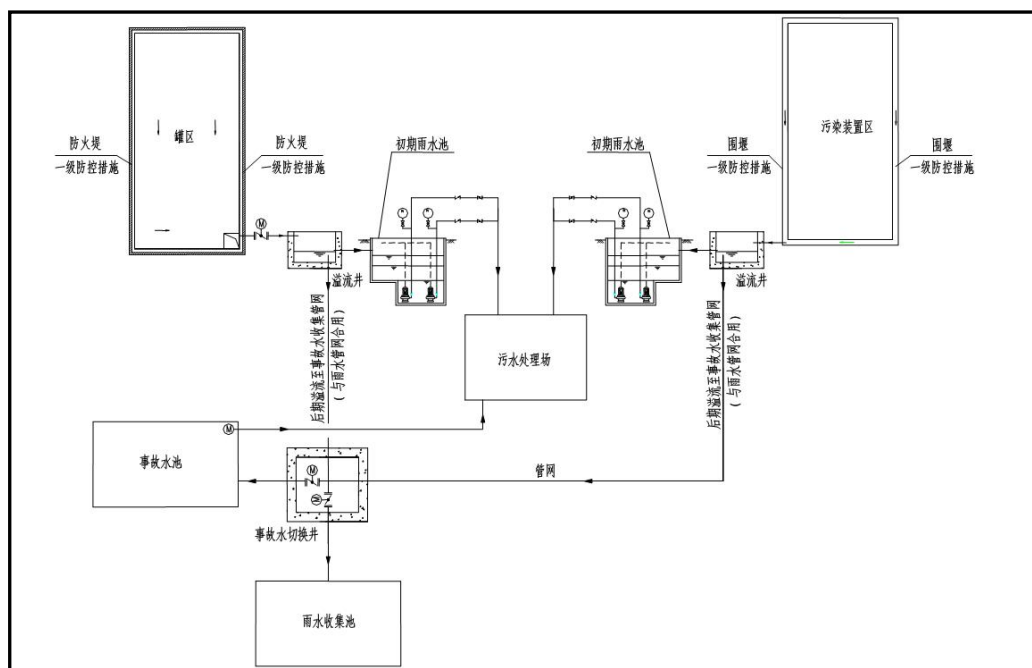 罐区
防火堤
一级防控措施
防火堤
一级防控措施
初期雨水池
初期雨水池
污染装置区
围堰
一级防控措施
围堰
一级防控措施
M
溢流井
溢流井
后期溢流至事故水收集管网
（与雨水管网合用）
污水处理场
后期溢流至事故水收集管网
（与雨水管网合用）
事故水池
M
M
M
管网
事故水切换井
雨水收集池